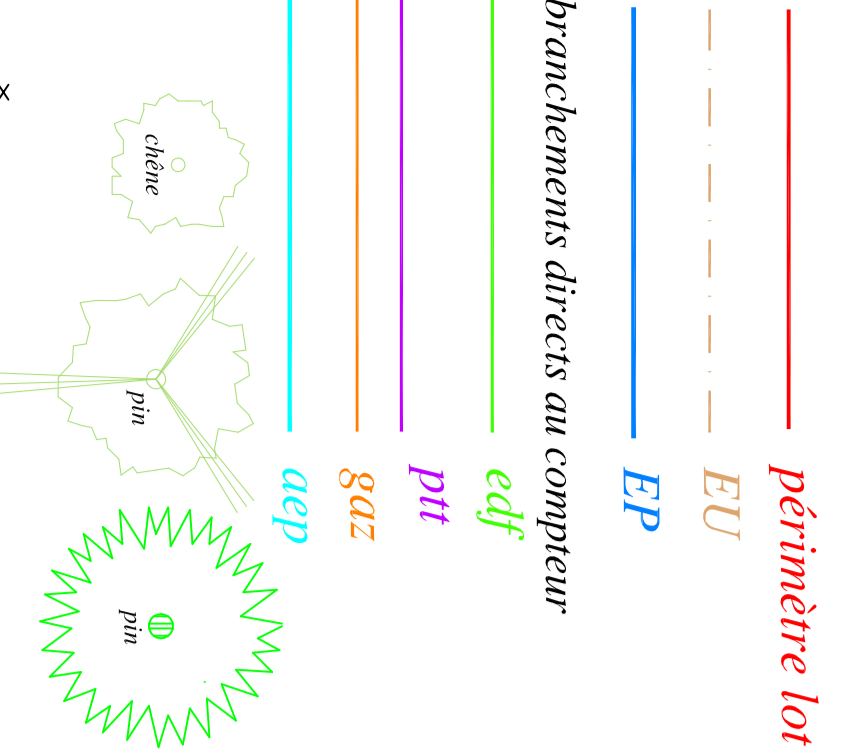 périmètre lot
EU
EP
branchements directs au compteur
edf
ptt
gaz
aep
chêne
pin
pin
x